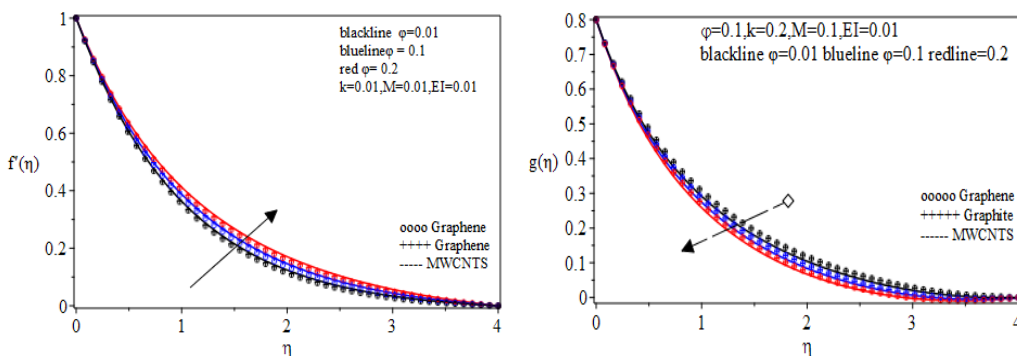 blackline φ=0.01
blueline φ = 0.1
red φ= 0.2
k=0.01,M=0.01,EI=0.01
f'(η)
1
0.8
0.6
0.4
0.2
0
0
1
2
3
4
η
ooooo Graphene
++++ Graphene
----- MWCNTS
φ=0.1,k=0.2,M=0.1,EI=0.01
blackline φ=0.01 blueline φ=0.1 redline=0.2
g(η)
0.8
0.7
0.6
0.5
0.4
0.3
0.2
0.1
0
0
1
2
3
4
η
ooooo Graphene
+++++ Graphite
------ MWCNTS